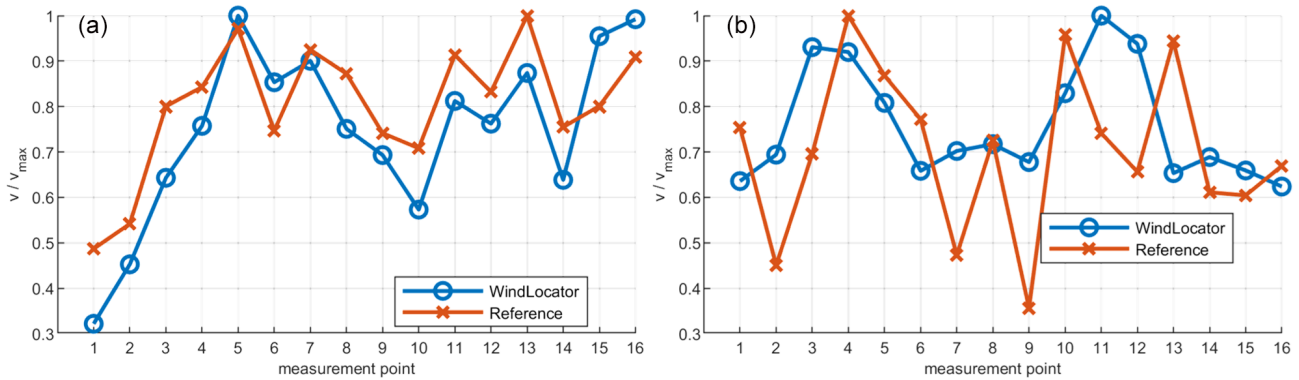 (a)
1
0.9
0.8
0.7
0.6
0.5
0.4
0.3
v / vmax
WindLocator
Reference
1 2 3 4 5 6 7 8 9 10 11 12 13 14 15 16
measurement point
(b)
1
0.9
0.8
0.7
0.6
0.5
0.4
0.3
v / vmax
WindLocator
Reference
1 2 3 4 5 6 7 8 9 10 11 12 13 14 15 16
measurement point